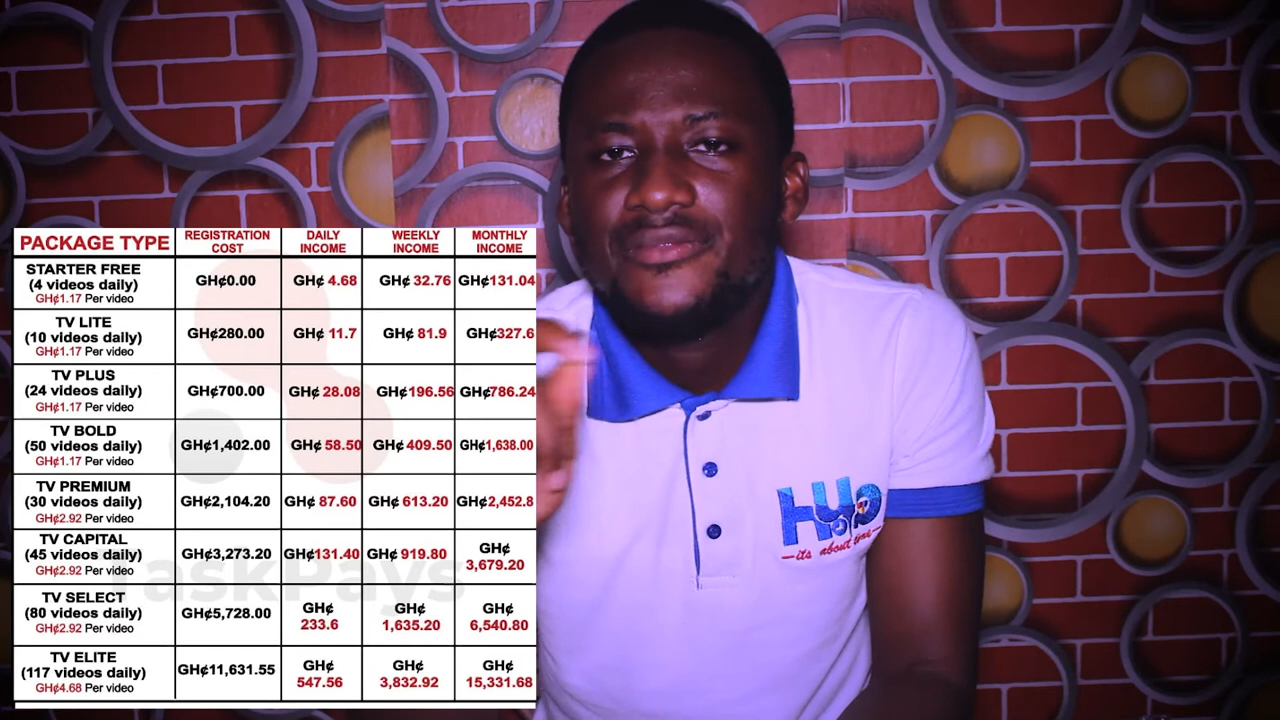 PACKAGE TYPE REGISTRATION COST DAILY INCOME WEEKLY INCOME MONTHLY INCOME
STARTER FREE (4 videos daily) GH¢1.17 Per video GH¢0.00 GH¢ 4.68 GH¢ 32.76 GH¢131.04
TV LITE (10 videos daily) GH¢1.17 Per video GH¢280.00 GH¢ 11.7 GH¢ 81.9 GH¢327.6
TV PLUS (24 videos daily) GH¢1.17 Per video GH¢700.00 GH¢ 28.08 GH¢196.56 GH¢786.24
TV BOLD (50 videos daily) GH¢1.17 Per video GH¢1,402.00 GH¢ 58.50 GH¢ 409.50 GH¢1,638.00
TV PREMIUM (30 videos daily) GH¢2.92 Per video GH¢2,104.20 GH¢ 87.60 GH¢ 613.20 GH¢2,452.8
TV CAPITAL (45 videos daily) GH¢2.92 Per video GH¢3,273.20 GH¢131.40 GH¢ 919.80 GH¢ 3,679.20
askPays
TV SELECT (80 videos daily) GH¢2.92 Per video GH¢5,728.00 GH¢ 233.6 GH¢ 1,635.20 GH¢ 6,540.80
TV ELITE (117 videos daily) GH¢4.68 Per video GH¢11,631.55 GH¢ 547.56 GH¢ 3,832.92 GH¢ 15,331.68
HYP
its about time